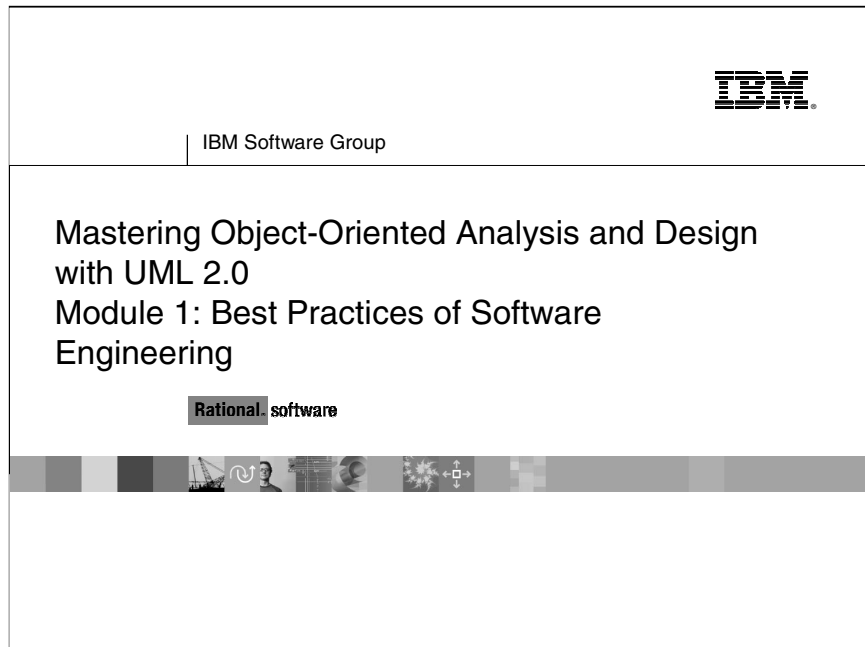 IBM®
IBM Software Group
Mastering Object-Oriented Analysis and Design
with UML 2.0
Module 1: Best Practices of Software
Engineering
Rational. software